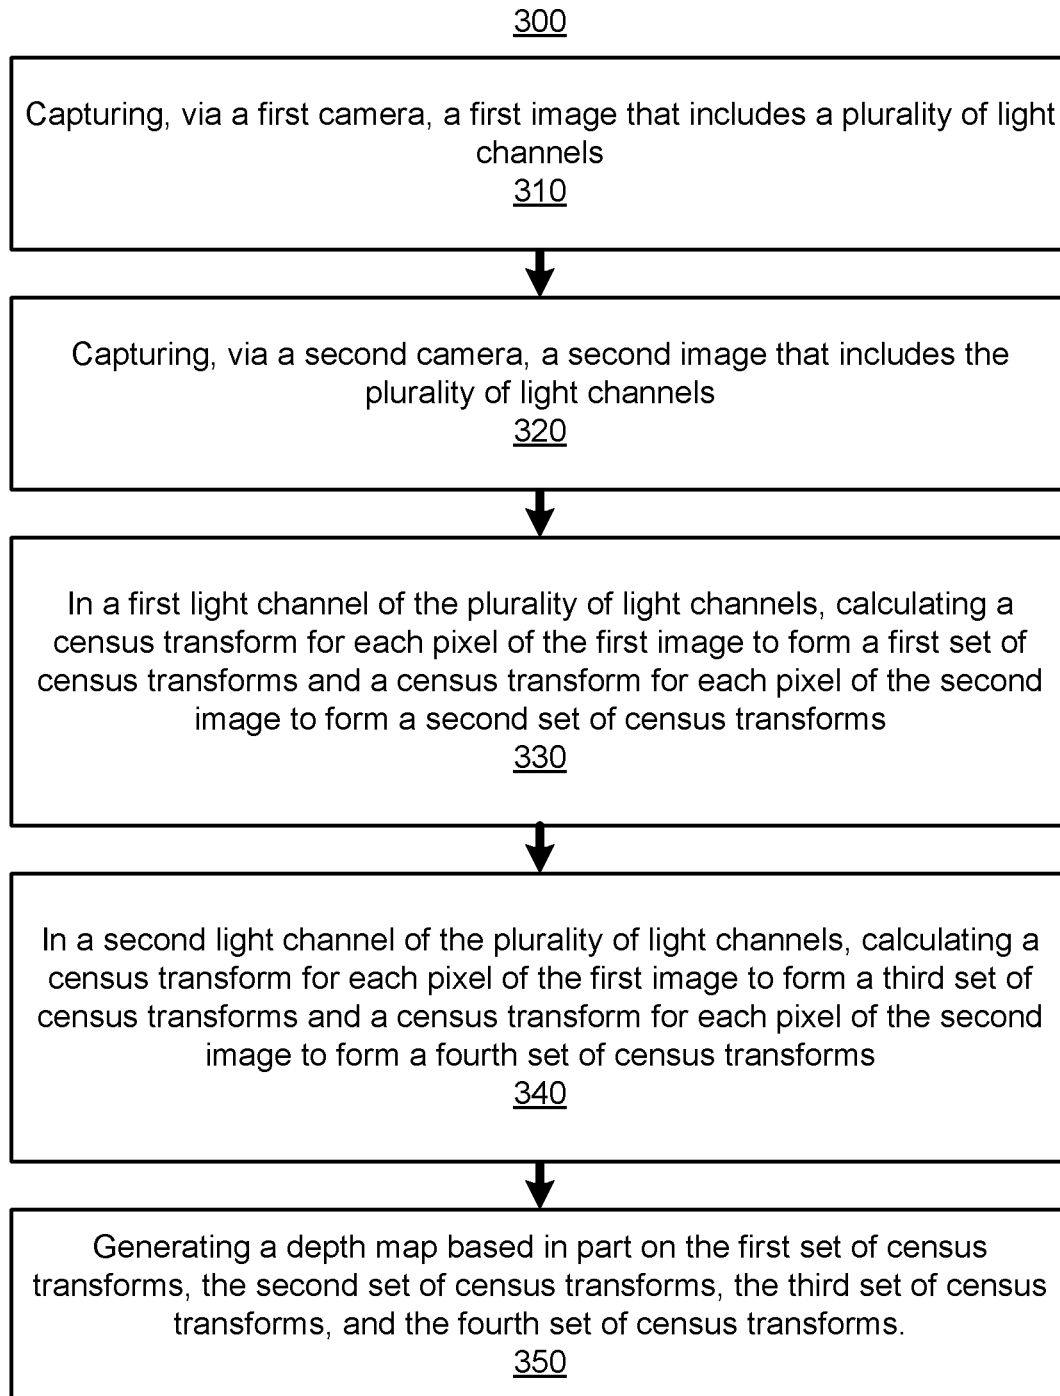 300
Capturing, via a first camera, a first image that includes a plurality of light
channels
310
Capturing, via a second camera, a second image that includes the
plurality of light channels
320
In a first light channel of the plurality of light channels, calculating a
census transform for each pixel of the first image to form a first set of
census transforms and a census transform for each pixel of the second
image to form a second set of census transforms
330
In a second light channel of the plurality of light channels, calculating a
census transform for each pixel of the first image to form a third set of
census transforms and a census transform for each pixel of the second
image to form a fourth set of census transforms
340
Generating a depth map based in part on the first set of census
transforms, the second set of census transforms, the third set of census
transforms, and the fourth set of census transforms.
350